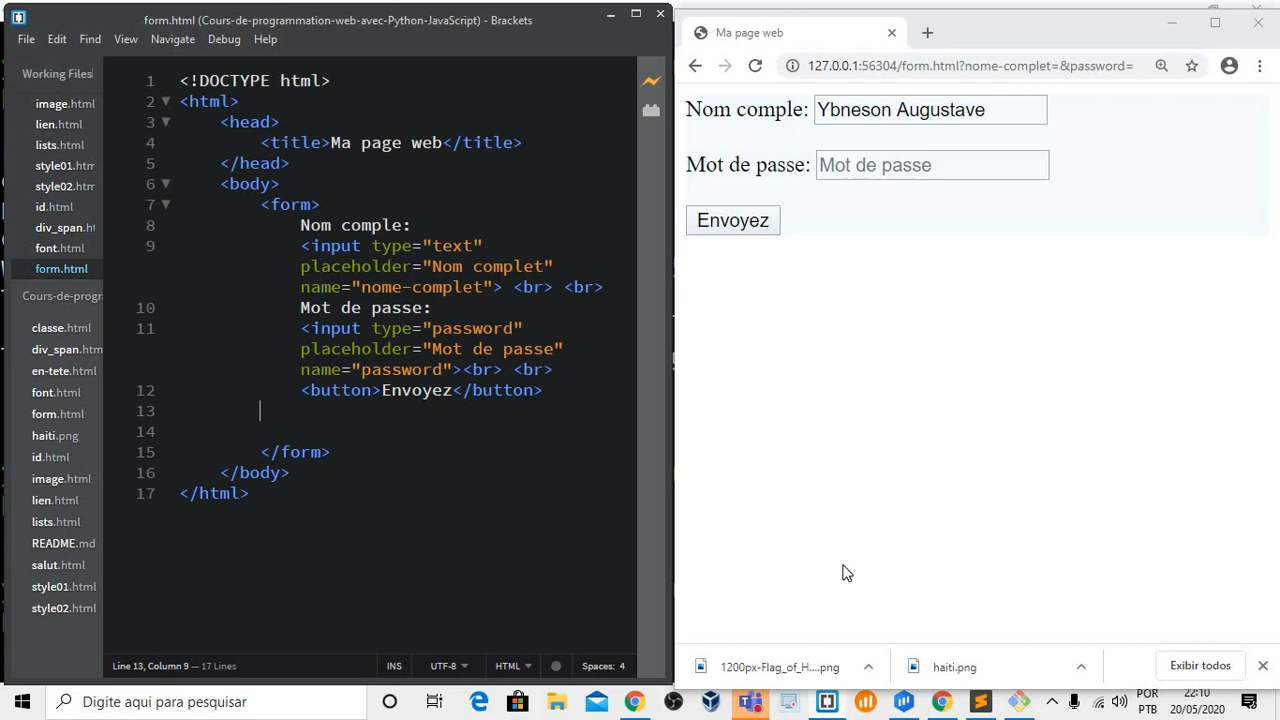 form.html (Cours-de-programmation-web-avec-Python-JavaScript) - Brackets
File Edit Find View Navigate Debug Help
Working Files
image.html
lien.html
lists.html
style01.html
style02.html
id.html
div_span.ht
font.html
form.html
Cours-de-progra
classe.html
div_span.htm
en-tete.html
font.html
form.html
haiti.png
id.html
image.html
lien.html
lists.html
README.md
salut.html
style01.html
style02.html
1 <!DOCTYPE html>
2 <html>
3 <head>
4 <title>Ma page web</title>
5 </head>
6 <body>
7 <form>
8 Nom comple:
9 <input type="text"
placeholder="Nom complet"
name="nome-complet"> <br> <br>
10 Mot de passe:
11 <input type="password"
placeholder="Mot de passe"
name="password"><br> <br>
12 <button>Envoyez</button>
13
14
15 </form>
16 </body>
17 </html>
Line 13, Column 9 — 17 Lines INS UTF-8 HTML Spaces: 4
Ma page web
127.0.0.1:56304/form.html?nome-complet=&password=
Nom comple: Ybneson Augustave
Mot de passe: Mot de passe
Envoyez
1200px-Flag_of_H....png haiti.png Exibir todos
Digite aqui para pesquisar
POR
PTB
22:10
20/05/2020